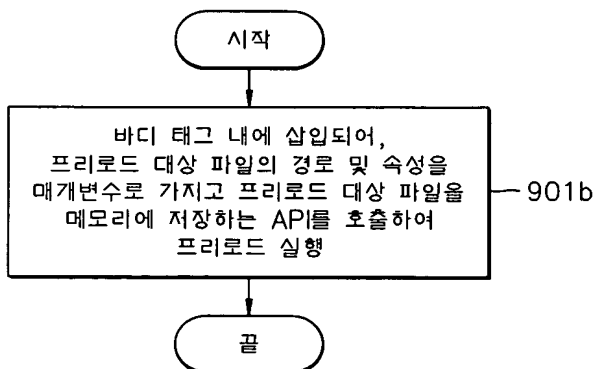 시작
바디 태그 내에 삽입되어,
프리로드 대상 파일의 경로 및 속성을
매개변수로 가지고 프리로드 대상 파일을
메모리에 저장하는 API를 호출하여
프리로드 실행
901b
끝